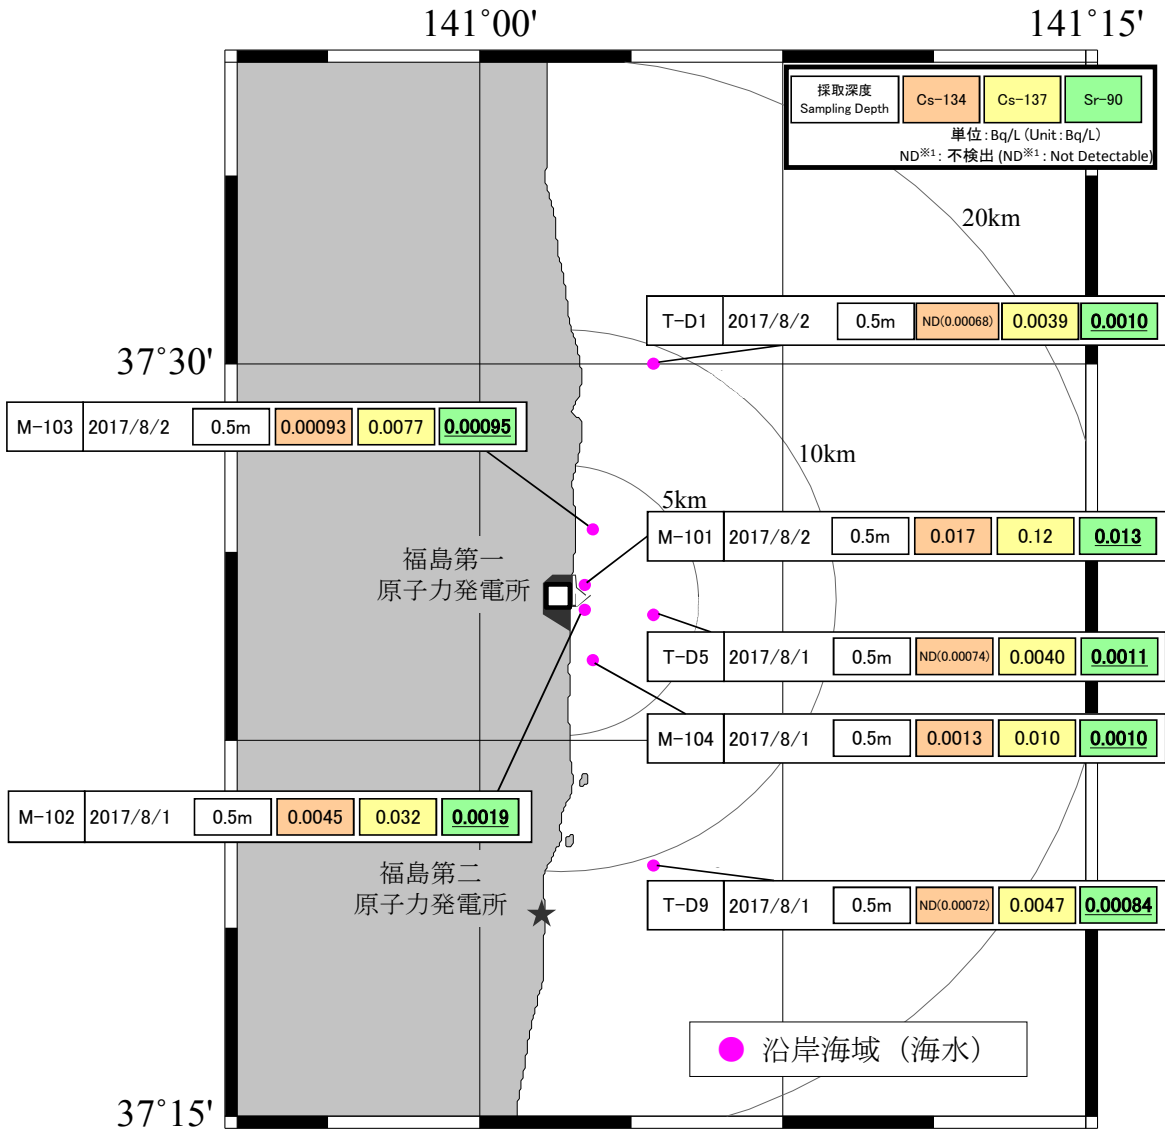 141°00'
141°15'
採取深度
Sampling Depth
Cs-134
Cs-137
Sr-90
単位:Bq/L (Unit:Bq/L)
ND※1: 不検出 (ND※1: Not Detectable)
20km
T-D1 2017/8/2 0.5m ND(0.00068) 0.0039 0.0010
37°30'
M-103 2017/8/2 0.5m 0.00093 0.0077 0.00095
10km
5km
M-101 2017/8/2 0.5m 0.017 0.12 0.013
福島第一
原子力発電所
T-D5 2017/8/1 0.5m ND(0.00074) 0.0040 0.0011
M-104 2017/8/1 0.5m 0.0013 0.010 0.0010
M-102 2017/8/1 0.5m 0.0045 0.032 0.0019
福島第二
原子力発電所
T-D9 2017/8/1 0.5m ND(0.00072) 0.0047 0.00084
沿岸海域（海水）
37°15'